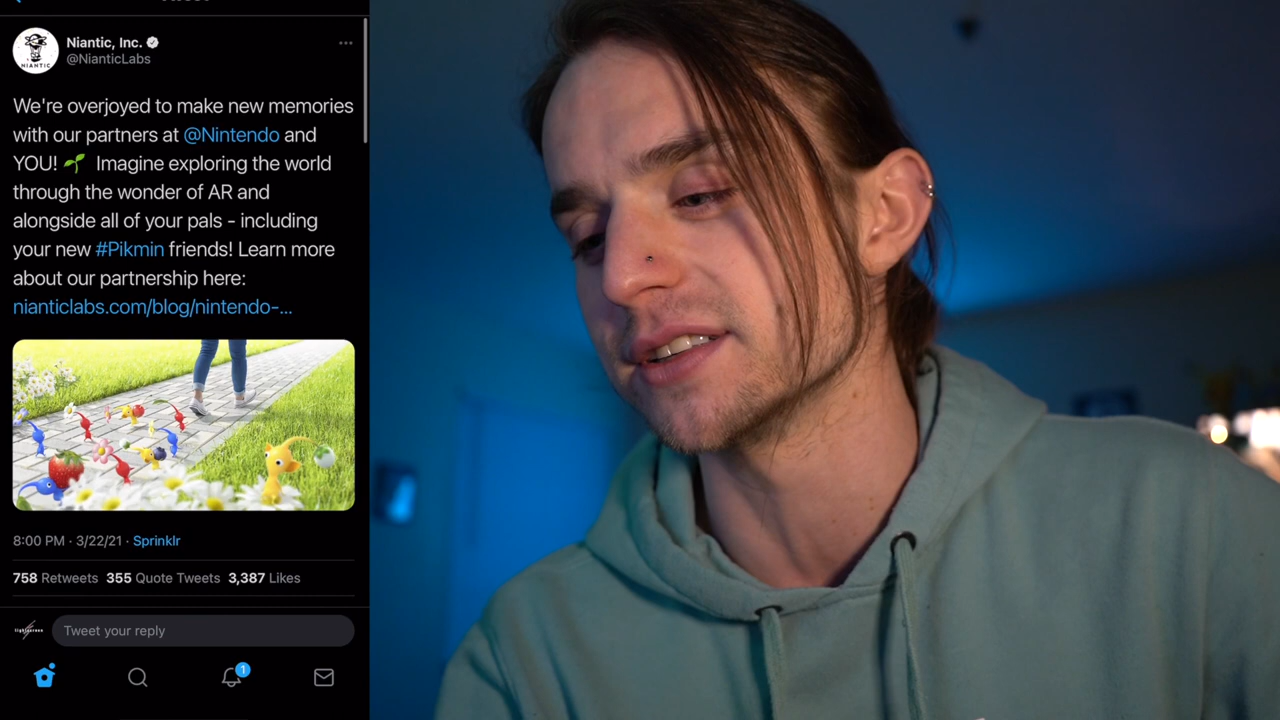 Niantic, Inc.
@NianticLabs
We're overjoyed to make new memories
with our partners at @Nintendo and
YOU! 🌱 Imagine exploring the world
through the wonder of AR and
alongside all of your pals - including
your new #Pikmin friends! Learn more
about our partnership here:
nianticlabs.com/blog/nintendo-...
8:00 PM · 3/22/21 · Sprinklr
758 Retweets 355 Quote Tweets 3,387 Likes
Tweet your reply
1
NIANTIC